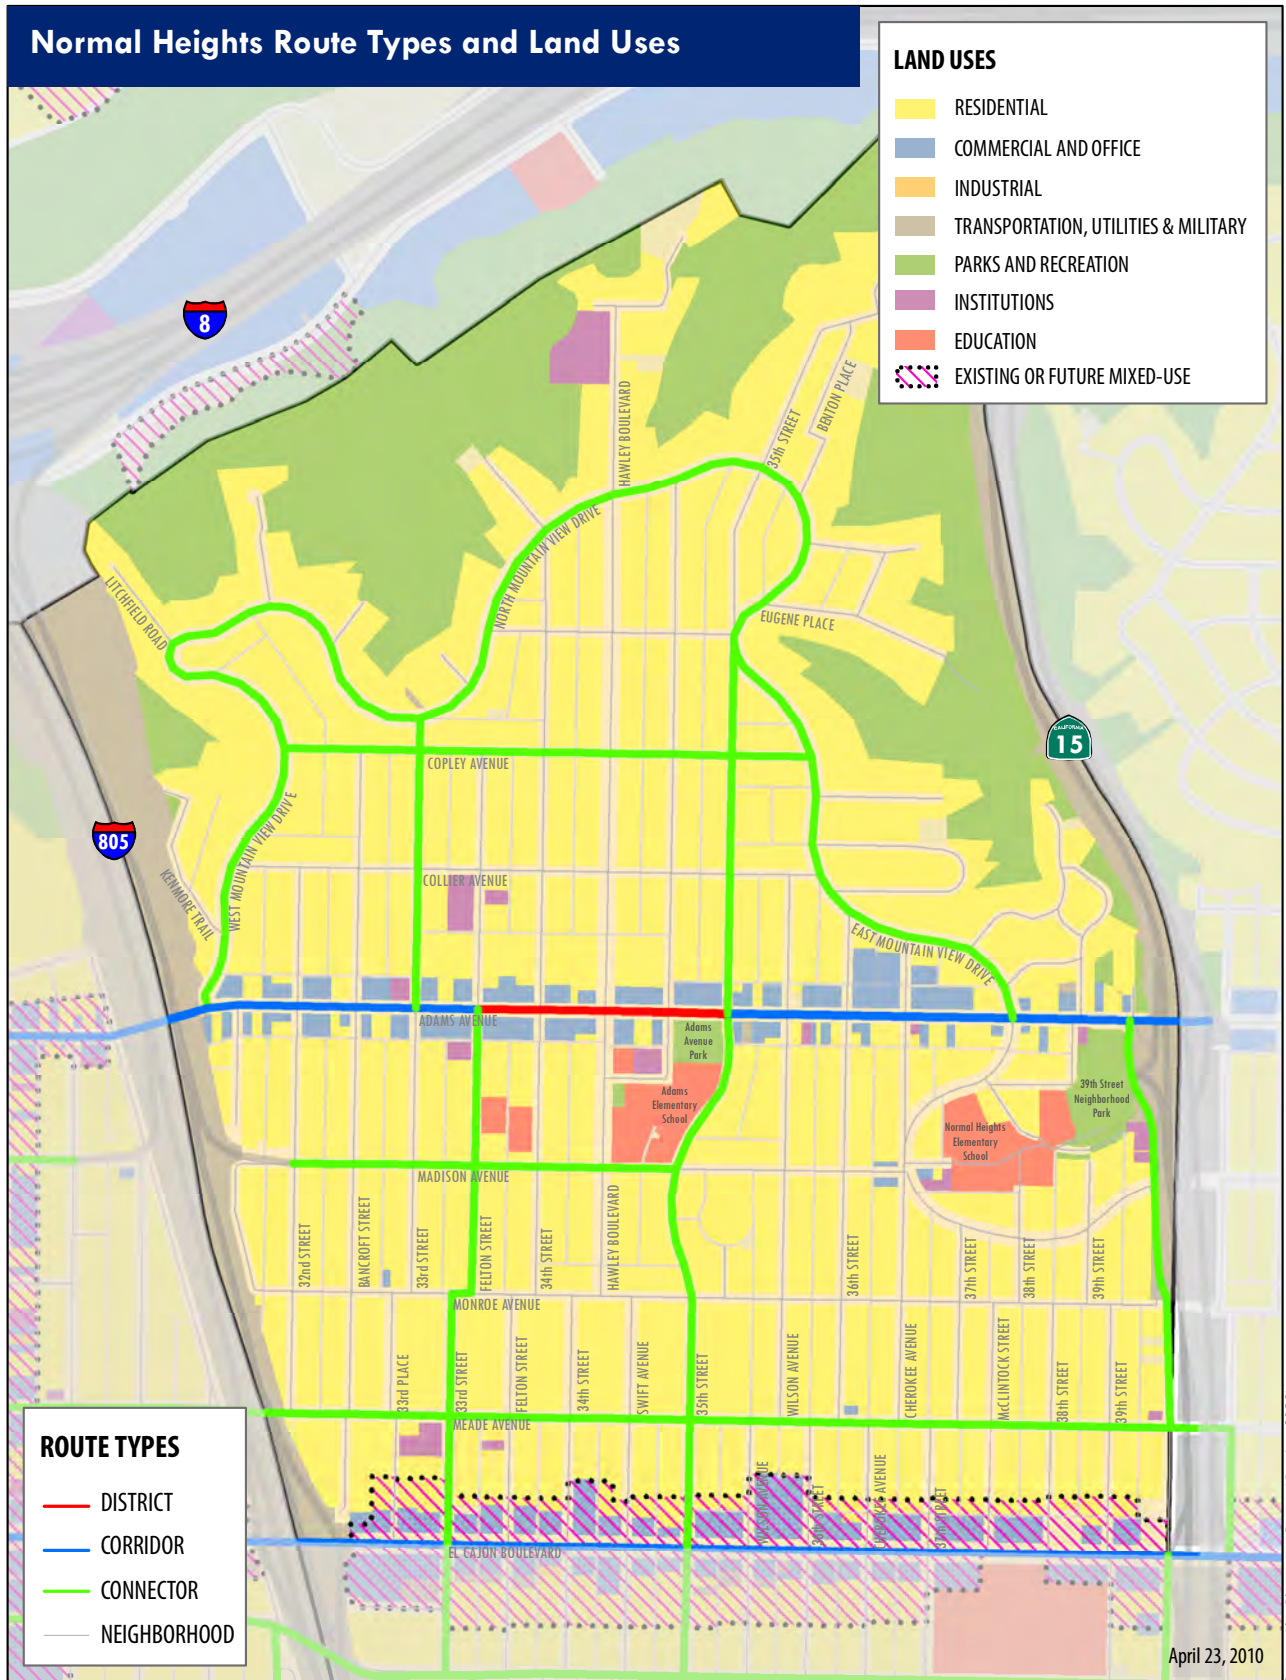 Normal Heights Route Types and Land Uses
LAND USES
RESIDENTIAL
COMMERCIAL AND OFFICE
INDUSTRIAL
TRANSPORTATION, UTILITIES & MILITARY
PARKS AND RECREATION
INSTITUTIONS
EDUCATION
EXISTING OR FUTURE MIXED-USE
8
HAWLEY BOULEVARD
35th STREET
BENTON PLACE
NORTH MOUNTAIN VIEW DRIVE
LITCHFIELD ROAD
EUGENE PLACE
CALIFORNIA
15
COPLEY AVENUE
805
WEST MOUNTAIN VIEW DRIVE
KENMORE TRAIL
COLLIER AVENUE
EAST MOUNTAIN VIEW DRIVE
ADAMS AVENUE
Adams
Avenue
Park
Adams
Elementary
School
39th Street
Neighborhood
Park
Normal Heights
Elementary
School
MADISON AVENUE
32nd STREET
BANCROFT STREET
33rd STREET
FELTON STREET
34th STREET
HAWLEY BOULEVARD
36th STREET
37th STREET
38th STREET
39th STREET
MONROE AVENUE
33rd PLACE
33rd STREET
FELTON STREET
34th STREET
SWIFT AVENUE
35th STREET
WILSON AVENUE
CHEROKEE AVENUE
McCLINTOCK STREET
38th STREET
39th STREET
MEADE AVENUE
WILSON AVENUE
36th STREET
CHEROKEE AVENUE
37th STREET
EL CAJON BOULEVARD
ROUTE TYPES
DISTRICT
CORRIDOR
CONNECTOR
NEIGHBORHOOD
April 23, 2010